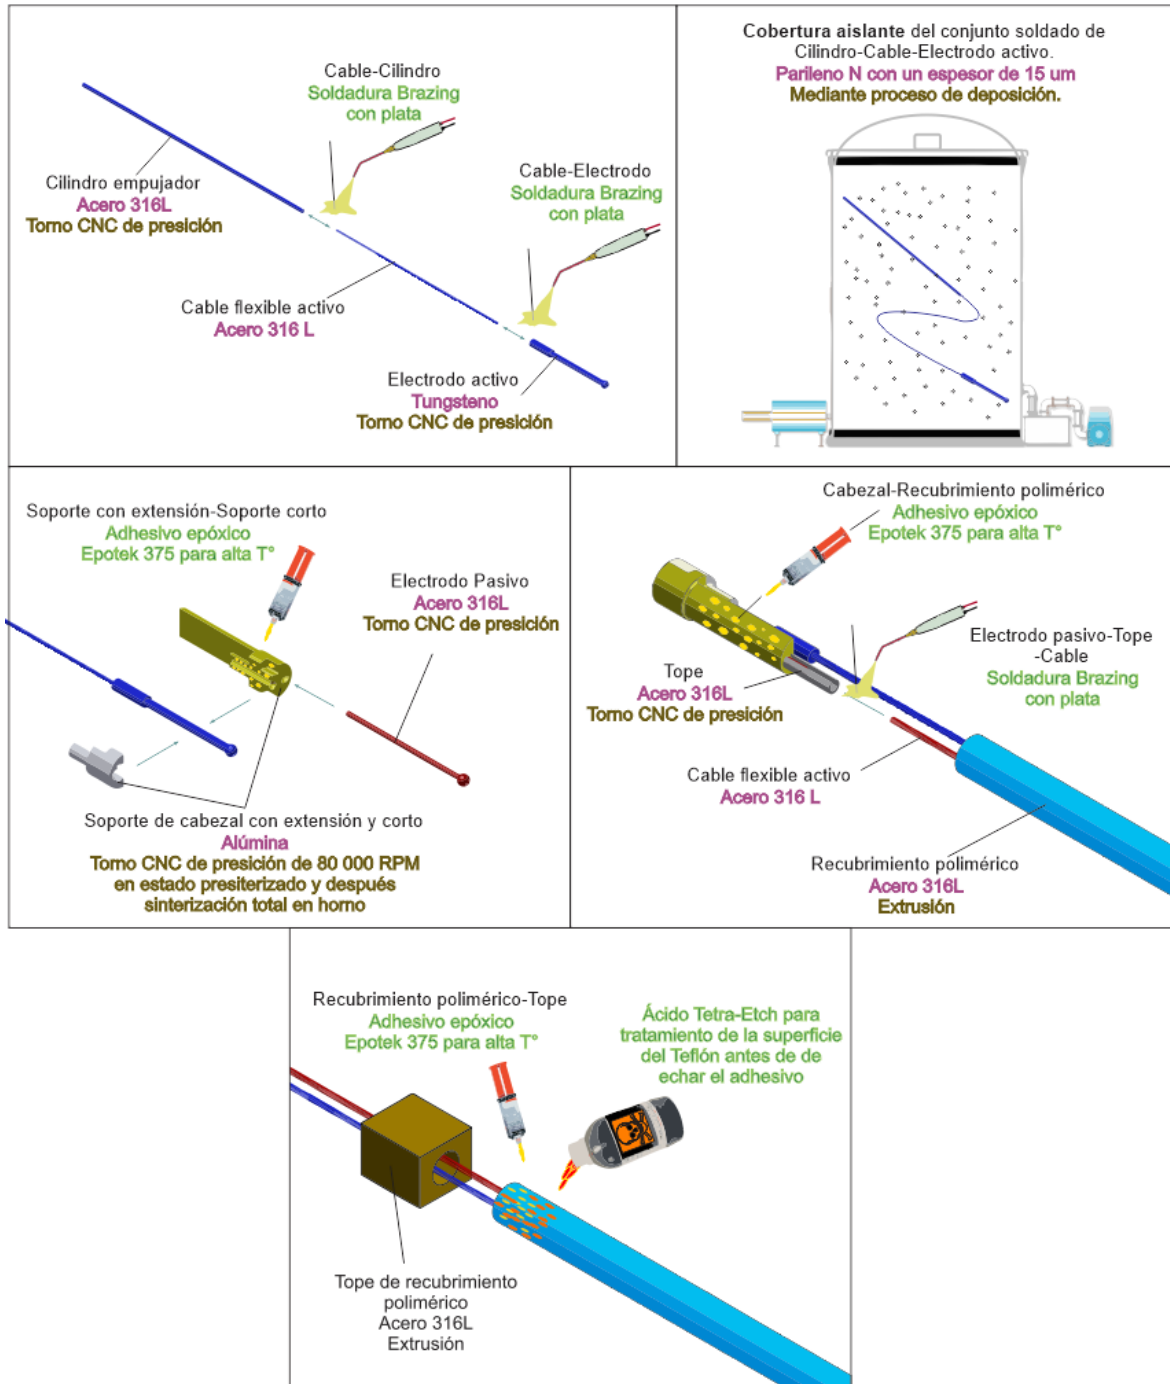 Cable-Cilindro
Soldadura Brazing
con plata
Cilindro empujador
Acero 316L
Torno CNC de presición
Cable-Electrodo
Soldadura Brazing
con plata
Cable flexible activo
Acero 316 L
Electrodo activo
Tungsteno
Torno CNC de presición
Cobertura aislante del conjunto soldado de
Cilindro-Cable-Electrodo activo.
Parileno N con un espesor de 15 um
Mediante proceso de deposición.
Soporte con extensión-Soporte corto
Adhesivo epóxico
Epotek 375 para alta T°
Electrodo Pasivo
Acero 316L
Torno CNC de presición
Soporte de cabezal con extensión y corto
Alúmina
Torno CNC de presición de 80 000 RPM
en estado presiterizado y después
sinterización total en horno
Cabezal-Recubrimiento polimérico
Adhesivo epóxico
Epotek 375 para alta T°
Electrodo pasivo-Tope
-Cable
Soldadura Brazing
con plata
Tope
Acero 316L
Torno CNC de presición
Cable flexible activo
Acero 316 L
Recubrimiento polimérico
Acero 316L
Extrusión
Recubrimiento polimérico-Tope
Adhesivo epóxico
Epotek 375 para alta T°
Ácido Tetra-Etch para
tratamiento de la superficie
del Teflón antes de de
echar el adhesivo
Tope de recubrimiento
polimérico
Acero 316L
Extrusión